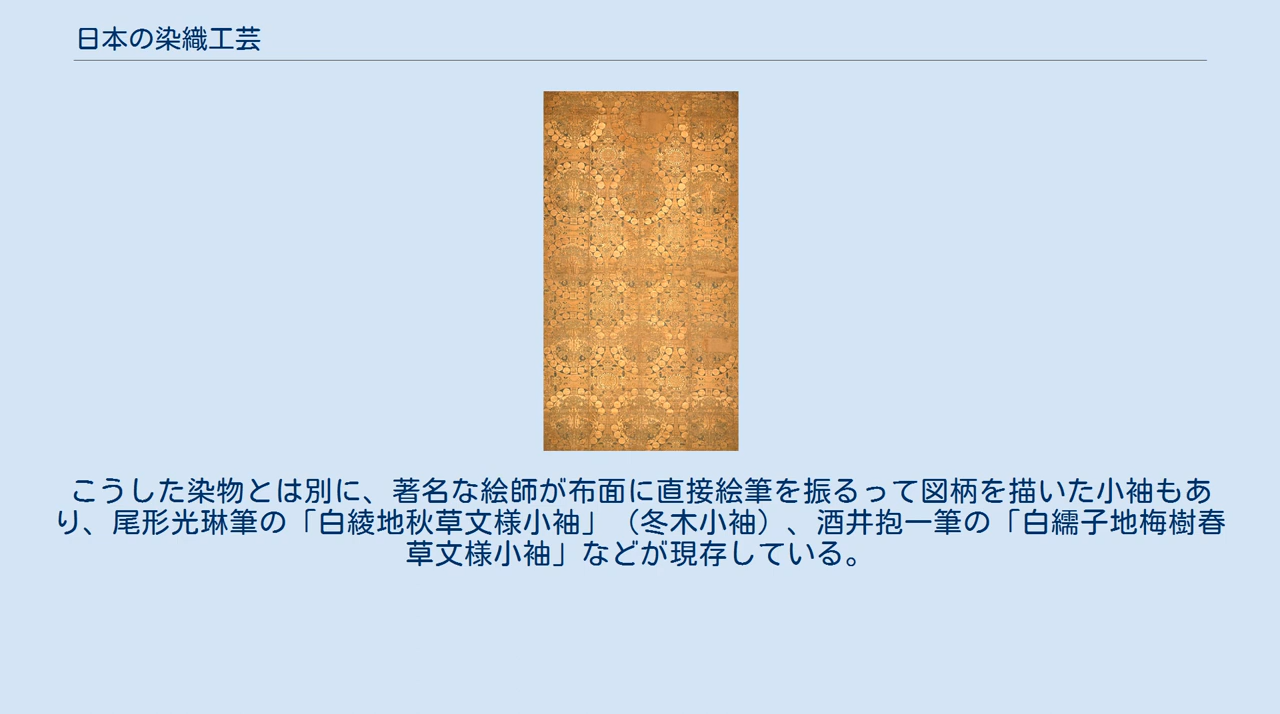 日本の染織工芸
こうした染物とは別に、著名な絵師が布面に直接絵筆を振るって図柄を描いた小袖もあ
り、尾形光琳筆の「白綾地秋草文様小袖」（冬木小袖）、酒井抱一筆の「白繻子地梅樹春
草文様小袖」などが現存している。